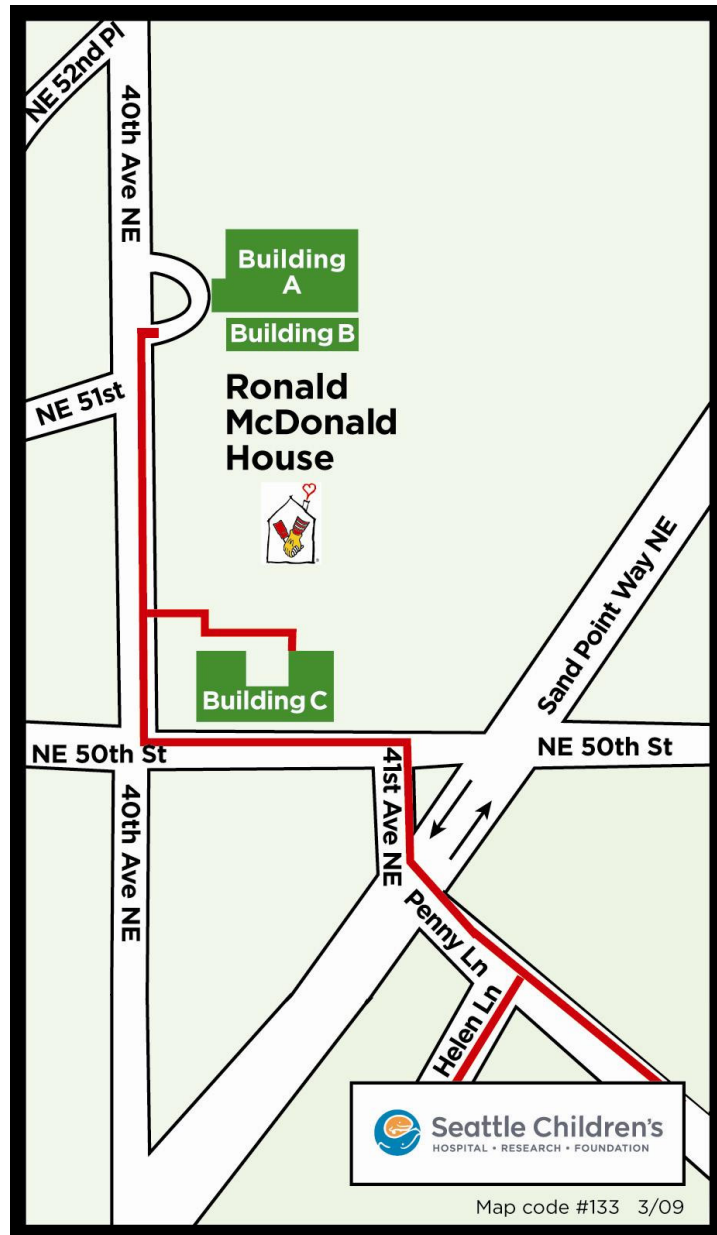 NE 52nd Pl
40th Ave NE
Building
A
Building B
NE 51st
Ronald
McDonald
House
Sand Point Way NE
Building C
NE 50th St
NE 50th St
41st Ave NE
40th Ave NE
Penny Ln
Helen Ln
Seattle Children's
HOSPITAL • RESEARCH • FOUNDATION
Map code #133 3/09